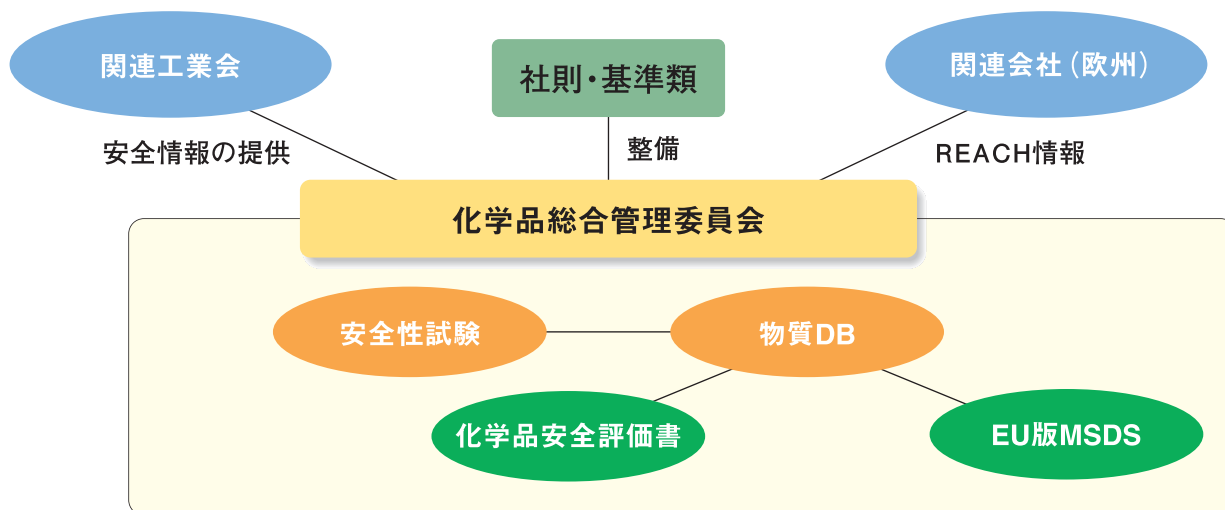 関連工業会
社則・基準類
関連会社（欧州）
安全情報の提供
整備
REACH情報
化学品総合管理委員会
安全性試験
物質DB
化学品安全評価書
EU版MSDS